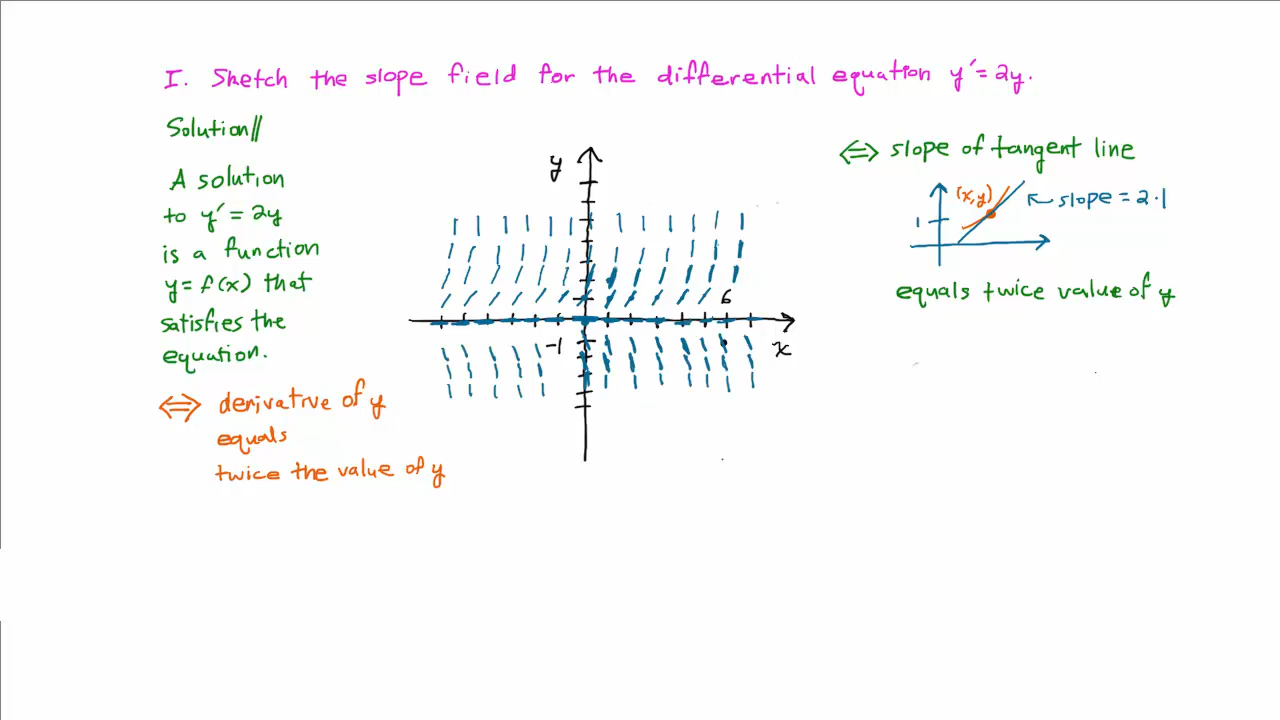 I. Sketch the slope field for the differential equation y' = 2y.
Solution//
A solution
to y' = 2y
is a function
y = f(x) that
satisfies the
equation.
⇔ derivative of y
equals
twice the value of y
y
6
-1
x
⇔ slope of tangent line
(x,y)
slope = 2·1
1
equals twice value of y